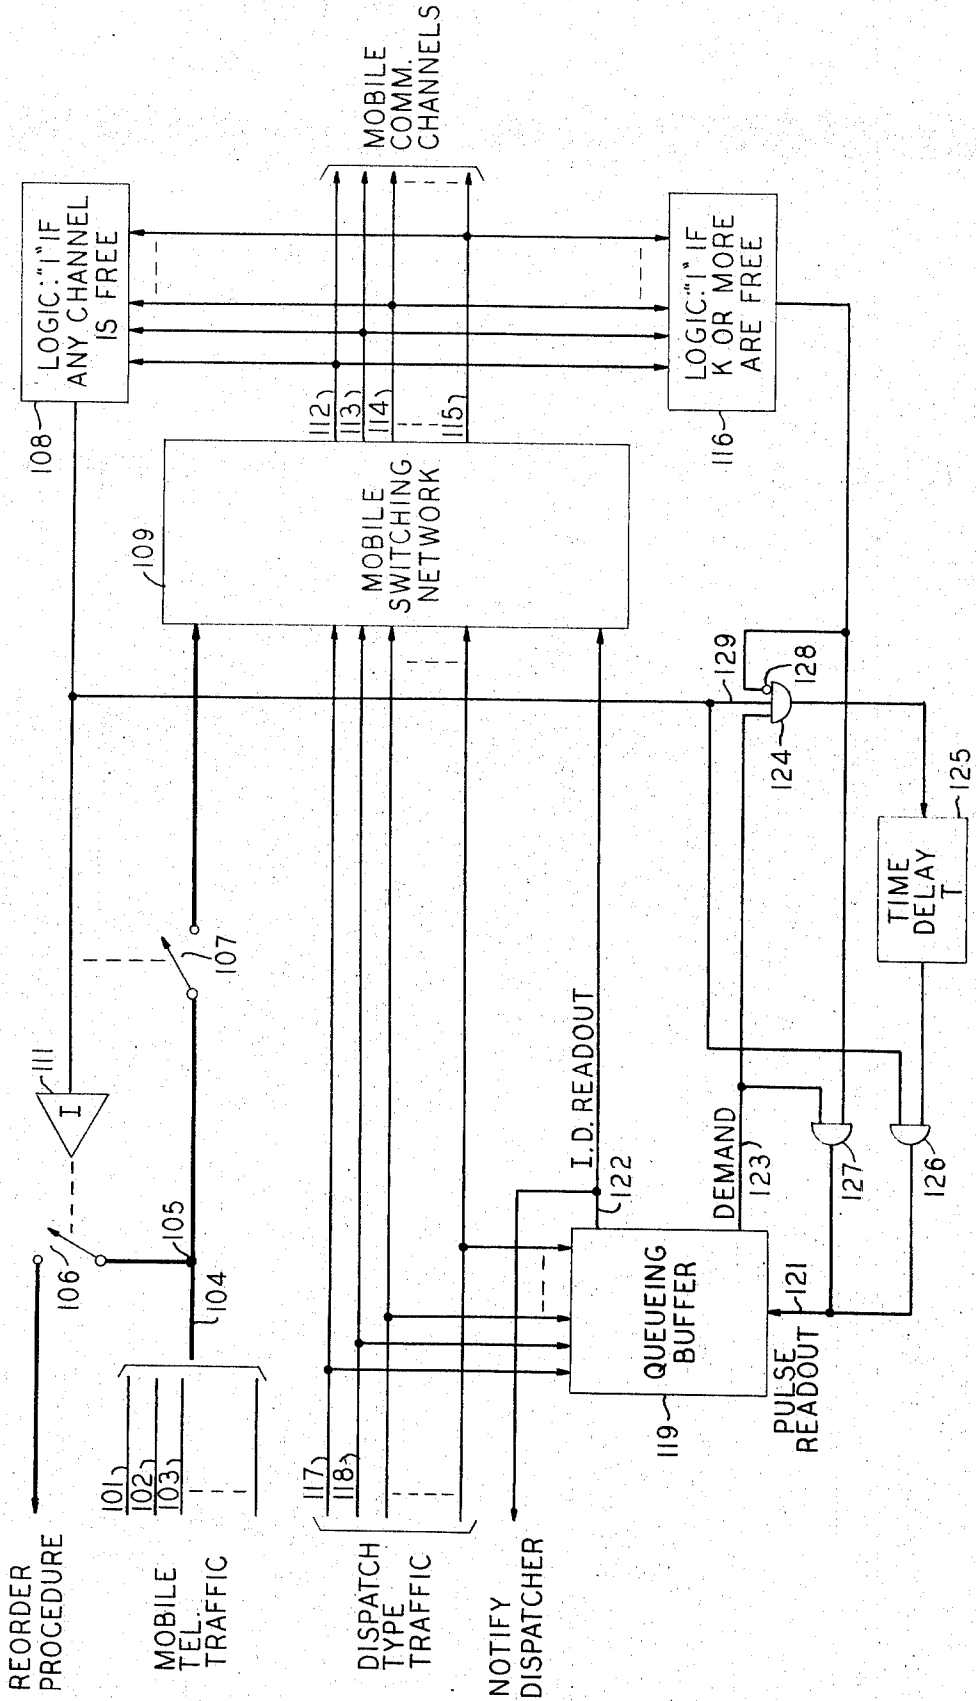 REORDER
PROCEDURE
MOBILE
TEL.
TRAFFIC
101
102
103
104
105
106
107
I
111
108
LOGIC:"1" IF
ANY CHANNEL
IS FREE
109
MOBILE
SWITCHING
NETWORK
112
113
114
115
MOBILE
COMM.
CHANNELS
DISPATCH
TYPE
TRAFFIC
117
118
NOTIFY
DISPATCHER
119
QUEUEING
BUFFER
I.D. READOUT
122
DEMAND
123
PULSE
READOUT
121
127
126
124
128
129
TIME
DELAY
T
125
116
LOGIC:"1" IF
K OR MORE
ARE FREE